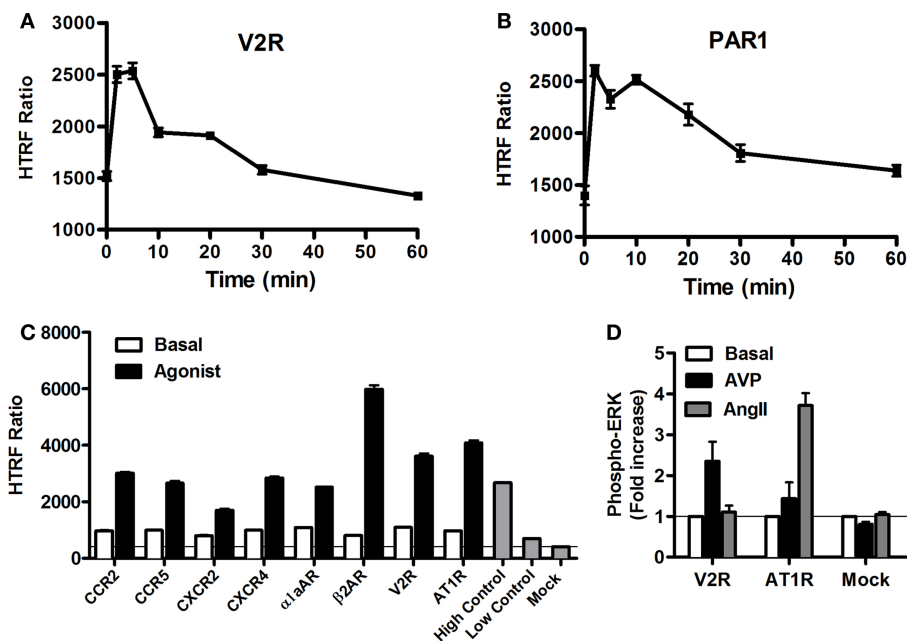 A
V2R
HTRF Ratio
3000
2500
2000
1500
1000
0 10 20 30 40 50 60
Time (min)
B
PAR1
HTRF Ratio
3000
2500
2000
1500
1000
0 10 20 30 40 50 60
Time (min)
C
Basal
Agonist
HTRF Ratio
8000
6000
4000
2000
0
CCR2
CCR5
CXCR2
CXCR4
α1aAR
β2AR
V2R
AT1R
High Control
Low Control
Mock
D
Basal
AVP
AngII
Phospho-ERK
(Fold increase)
5
4
3
2
1
0
V2R AT1R Mock